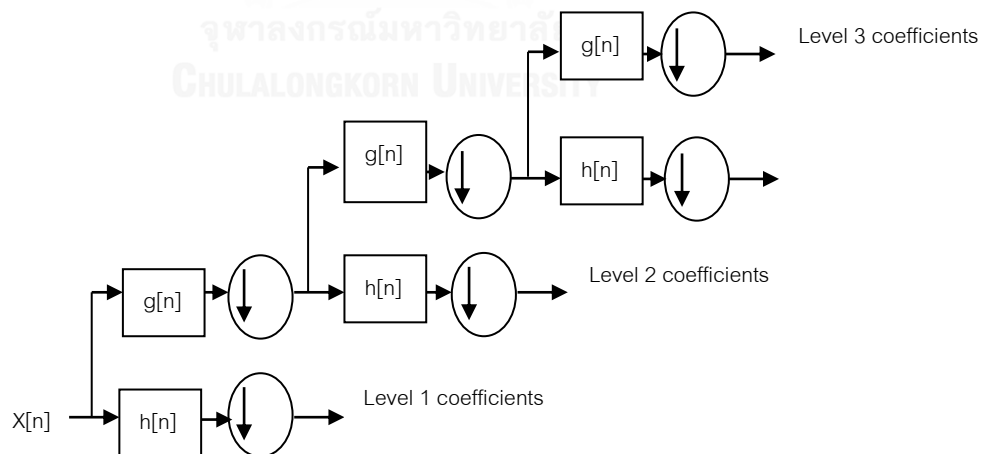 จุฬาลงกรณ์มหาวิทยาลัย
CHULALONGKORN UNIVERSITY
g[n]
Level 3 coefficients
g[n]
h[n]
g[n]
h[n]
Level 2 coefficients
X[n]
h[n]
Level 1 coefficients